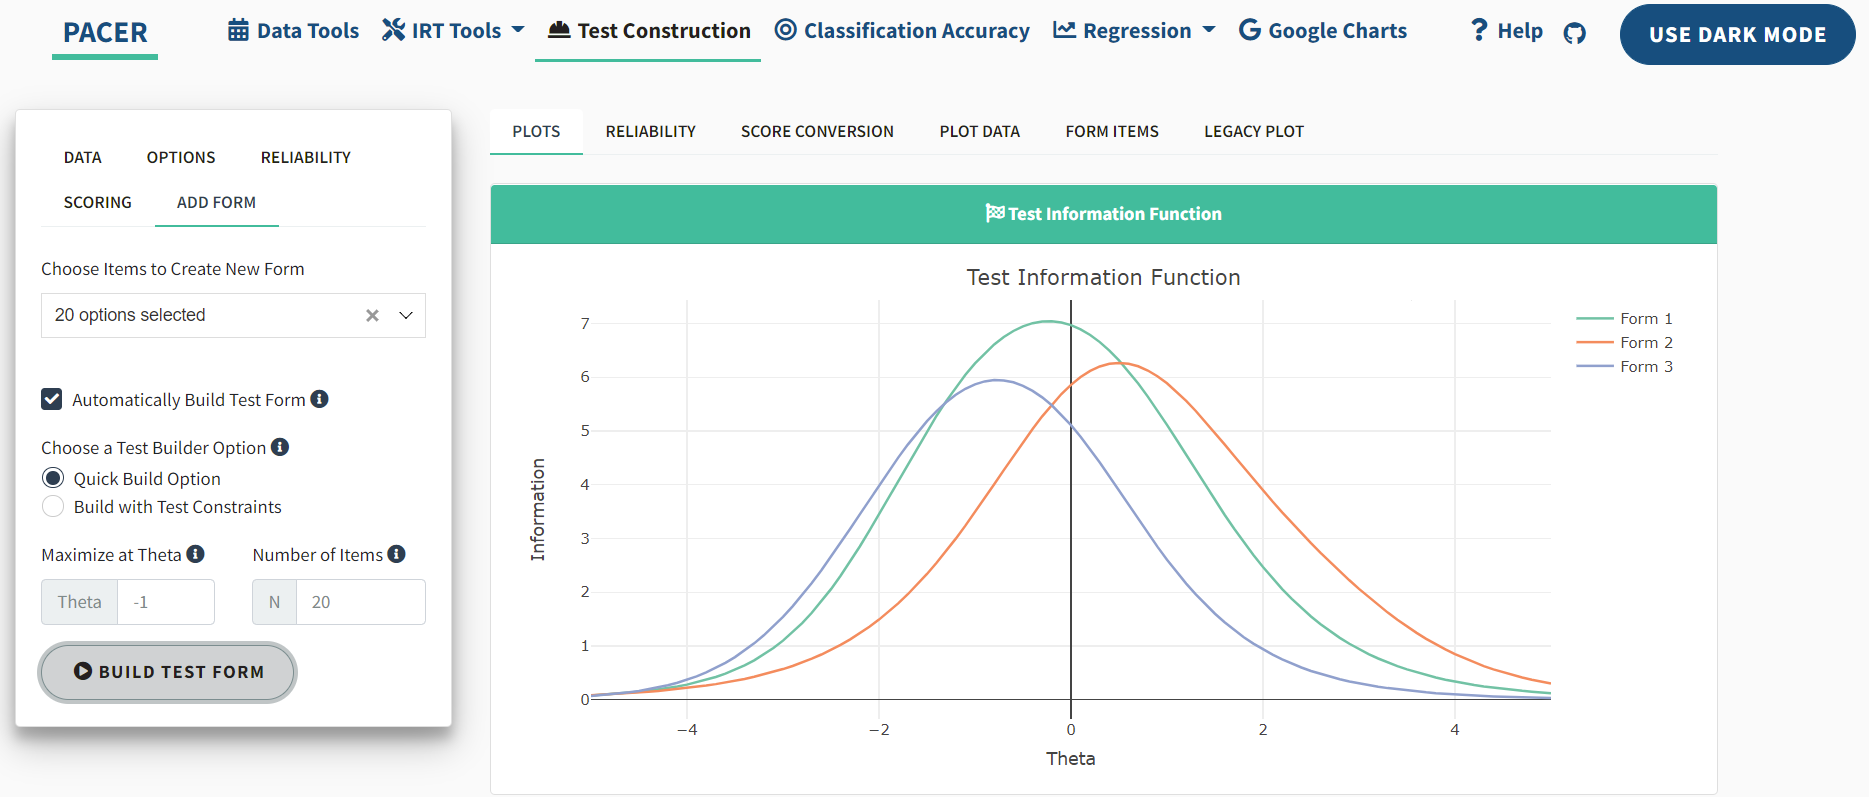 PACER
Data Tools
IRT Tools
Test Construction
Classification Accuracy
Regression
Google Charts
Help
USE DARK MODE
DATA
OPTIONS
RELIABILITY
SCORING
ADD FORM
Choose Items to Create New Form
20 options selected
Automatically Build Test Form
Choose a Test Builder Option
Quick Build Option
Build with Test Constraints
Maximize at Theta
Number of Items
Theta
-1
N
20
BUILD TEST FORM
PLOTS
RELIABILITY
SCORE CONVERSION
PLOT DATA
FORM ITEMS
LEGACY PLOT
Test Information Function
Test Information Function
7
6
5
4
3
2
1
0
Information
−4
−2
0
2
4
Theta
Form 1
Form 2
Form 3